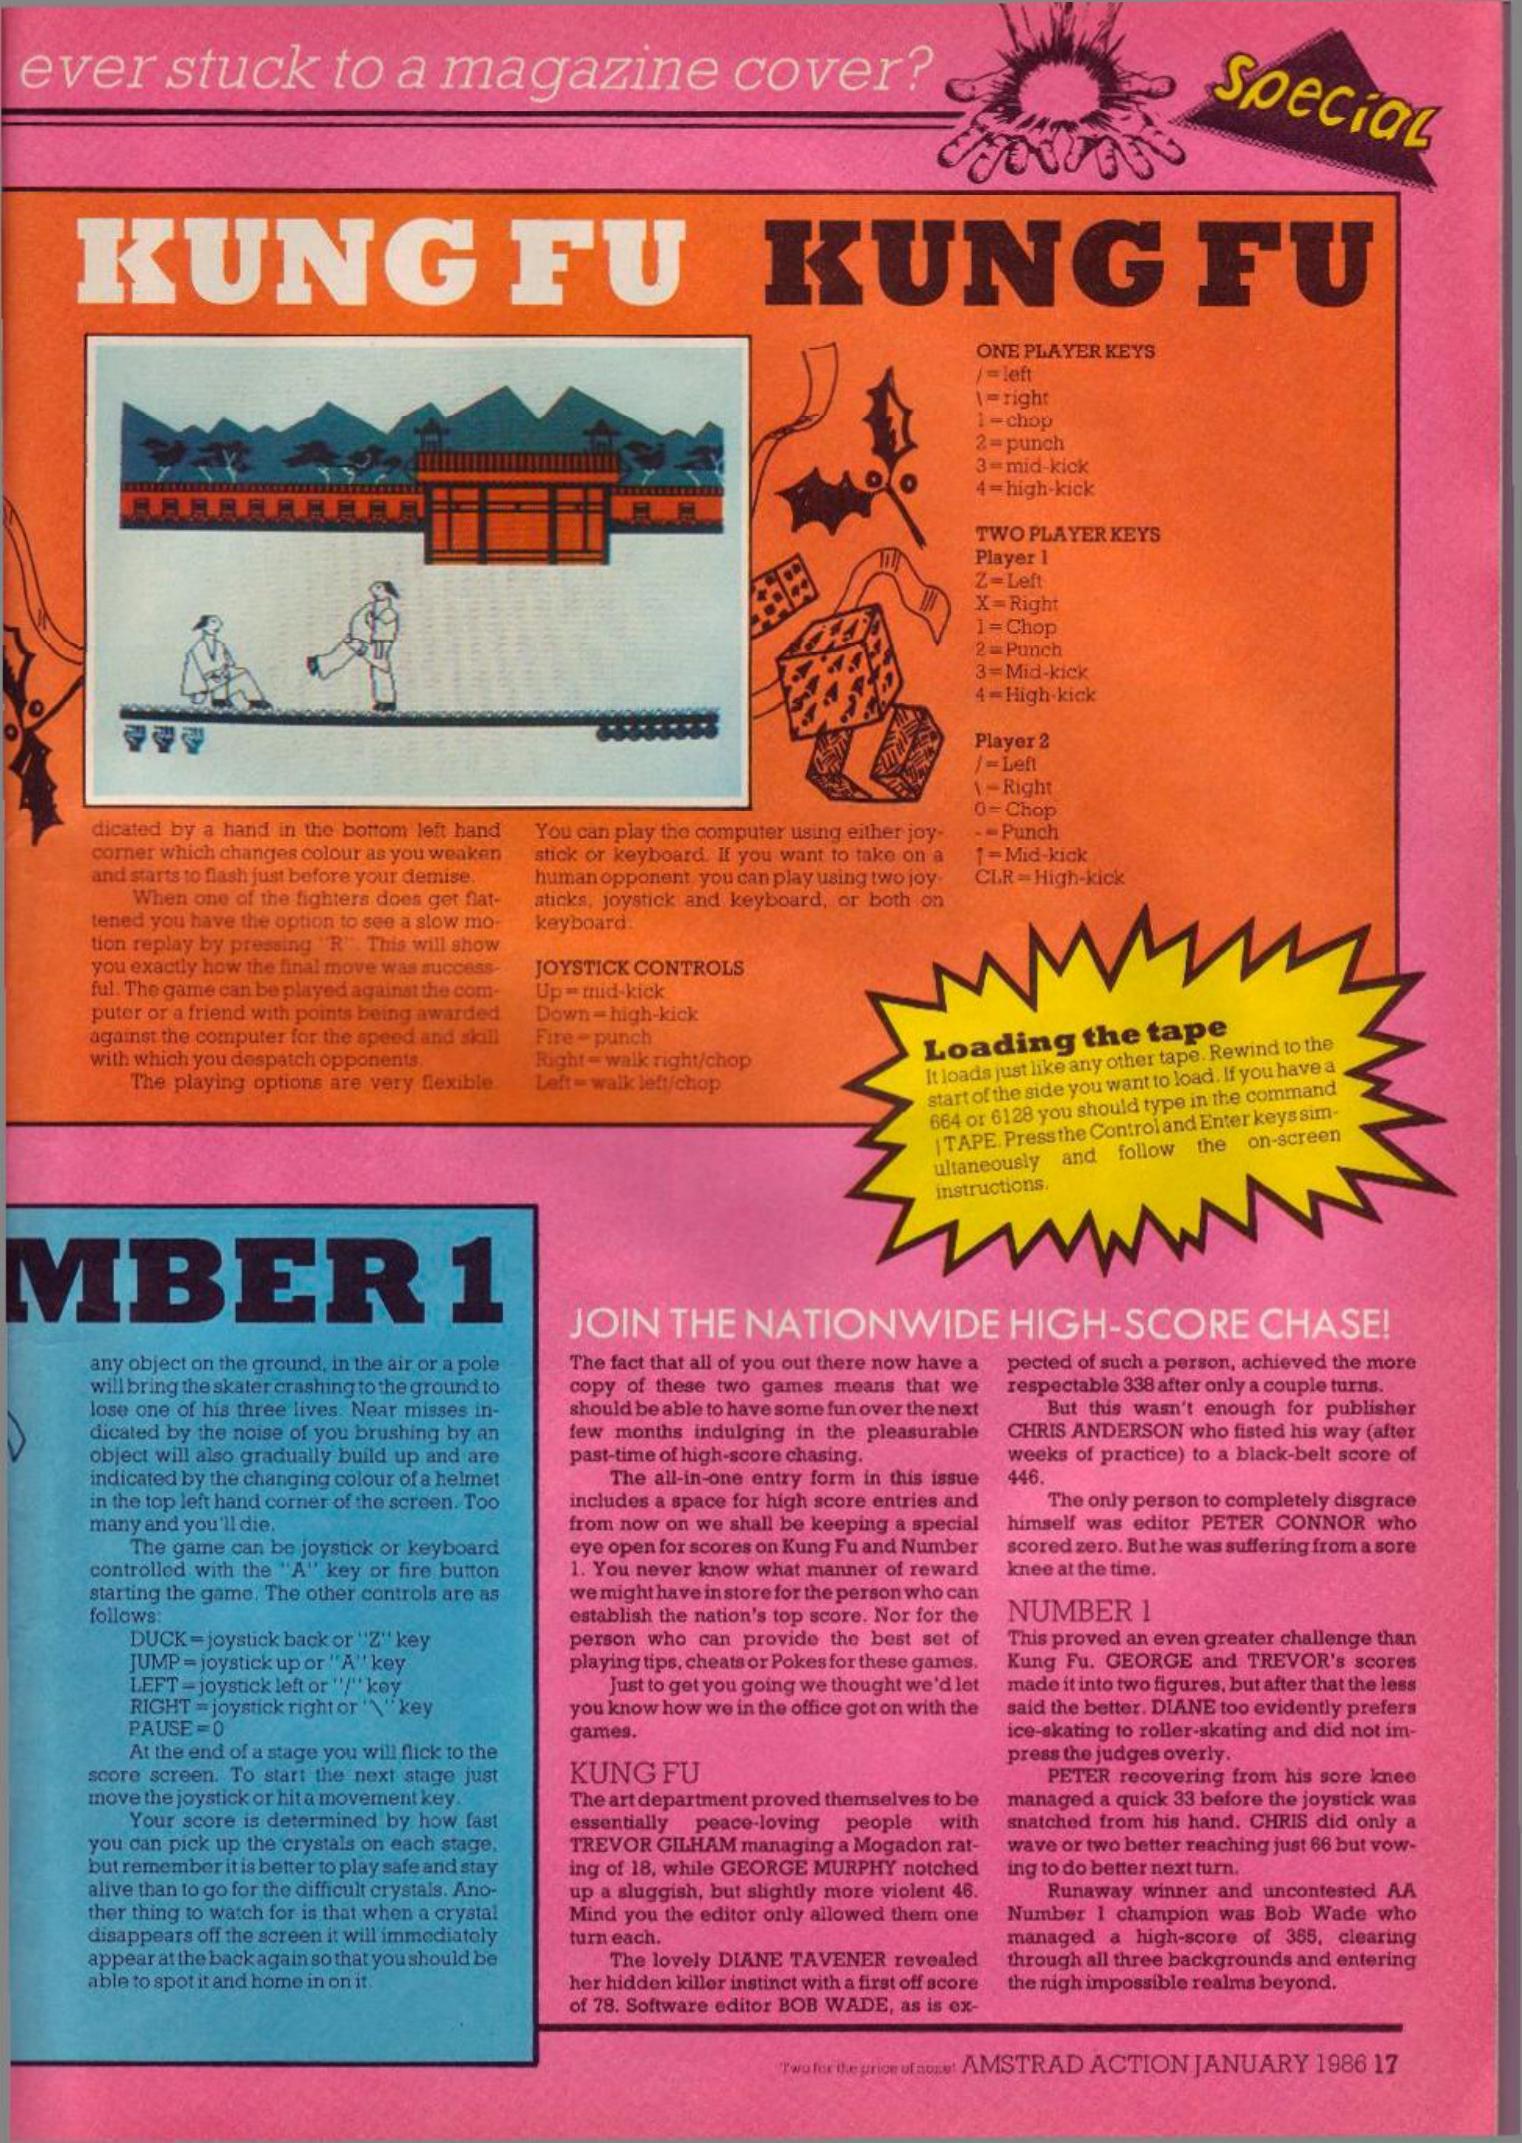 ever stuck to a magazine cover?
special
KUNG FU KUNG FU
dicated by a hand in the bottom left hand
corner which changes colour as you weaken
and starts to flash just before your demise.
When one of the fighters does get flat-
tened you have the option to see a slow mo-
tion replay by pressing "R". This will show
you exactly how the final move was success-
ful. The game can be played against the com-
puter or a friend with points being awarded
against the computer for the speed and skill
with which you despatch opponents.
The playing options are very flexible.
You can play the computer using either joy-
stick or keyboard. If you want to take on a
human opponent you can play using two joy-
sticks, joystick and keyboard, or both on
keyboard.
JOYSTICK CONTROLS
Up = mid-kick
Down = high-kick
Fire = punch
Right = walk right/chop
Left = walk left/chop
ONE PLAYER KEYS
/ = left
\ = right
1 = chop
2 = punch
3 = mid-kick
4 = high-kick
TWO PLAYER KEYS
Player 1
Z = Left
X = Right
1 = Chop
2 = Punch
3 = Mid-kick
4 = High-kick
Player 2
/ = Left
\ = Right
0 = Chop
- = Punch
↑ = Mid-kick
CLR = High-kick
Loading the tape
It loads just like any other tape. Rewind to the
start of the side you want to load. If you have a
664 or 6128 you should type in the command
|TAPE. Press the Control and Enter keys sim-
ultaneously and follow the on-screen
instructions.
MBER 1
any object on the ground, in the air or a pole
will bring the skater crashing to the ground to
lose one of his three lives. Near misses in-
dicated by the noise of you brushing by an
object will also gradually build up and are
indicated by the changing colour of a helmet
in the top left hand corner of the screen. Too
many and you'll die.
The game can be joystick or keyboard
controlled with the "A" key or fire button
starting the game. The other controls are as
follows:
DUCK = joystick back or "Z" key
JUMP = joystick up or "A" key
LEFT = joystick left or "/" key
RIGHT = joystick right or "\" key
PAUSE = 0
At the end of a stage you will flick to the
score screen. To start the next stage just
move the joystick or hit a movement key.
Your score is determined by how fast
you can pick up the crystals on each stage,
but remember it is better to play safe and stay
alive than to go for the difficult crystals. Ano-
ther thing to watch for is that when a crystal
disappears off the screen it will immediately
appear at the back again so that you should be
able to spot it and home in on it.
JOIN THE NATIONWIDE HIGH-SCORE CHASE!
The fact that all of you out there now have a
copy of these two games means that we
should be able to have some fun over the next
few months indulging in the pleasurable
past-time of high-score chasing.
The all-in-one entry form in this issue
includes a space for high score entries and
from now on we shall be keeping a special
eye open for scores on Kung Fu and Number
1. You never know what manner of reward
we might have in store for the person who can
establish the nation's top score. Nor for the
person who can provide the best set of
playing tips, cheats or Pokes for these games.
Just to get you going we thought we'd let
you know how we in the office got on with the
games.
KUNG FU
The art department proved themselves to be
essentially peace-loving people with
TREVOR GILHAM managing a Mogadon rat-
ing of 18, while GEORGE MURPHY notched
up a sluggish, but slightly more violent 46.
Mind you the editor only allowed them one
turn each.
The lovely DIANE TAVENER revealed
her hidden killer instinct with a first off score
of 78. Software editor BOB WADE, as is ex-
pected of such a person, achieved the more
respectable 338 after only a couple turns.
But this wasn't enough for publisher
CHRIS ANDERSON who fisted his way (after
weeks of practice) to a black-belt score of
446.
The only person to completely disgrace
himself was editor PETER CONNOR who
scored zero. But he was suffering from a sore
knee at the time.
NUMBER 1
This proved an even greater challenge than
Kung Fu. GEORGE and TREVOR's scores
made it into two figures, but after that the less
said the better. DIANE too evidently prefers
ice-skating to roller-skating and did not im-
press the judges overly.
PETER recovering from his sore knee
managed a quick 33 before the joystick was
snatched from his hand. CHRIS did only a
wave or two better reaching just 66 but vow-
ing to do better next turn.
Runaway winner and uncontested AA
Number 1 champion was Bob Wade who
managed a high-score of 355, clearing
through all three backgrounds and entering
the nigh impossible realms beyond.
'Two for the price of none! AMSTRAD ACTION JANUARY 1986 17